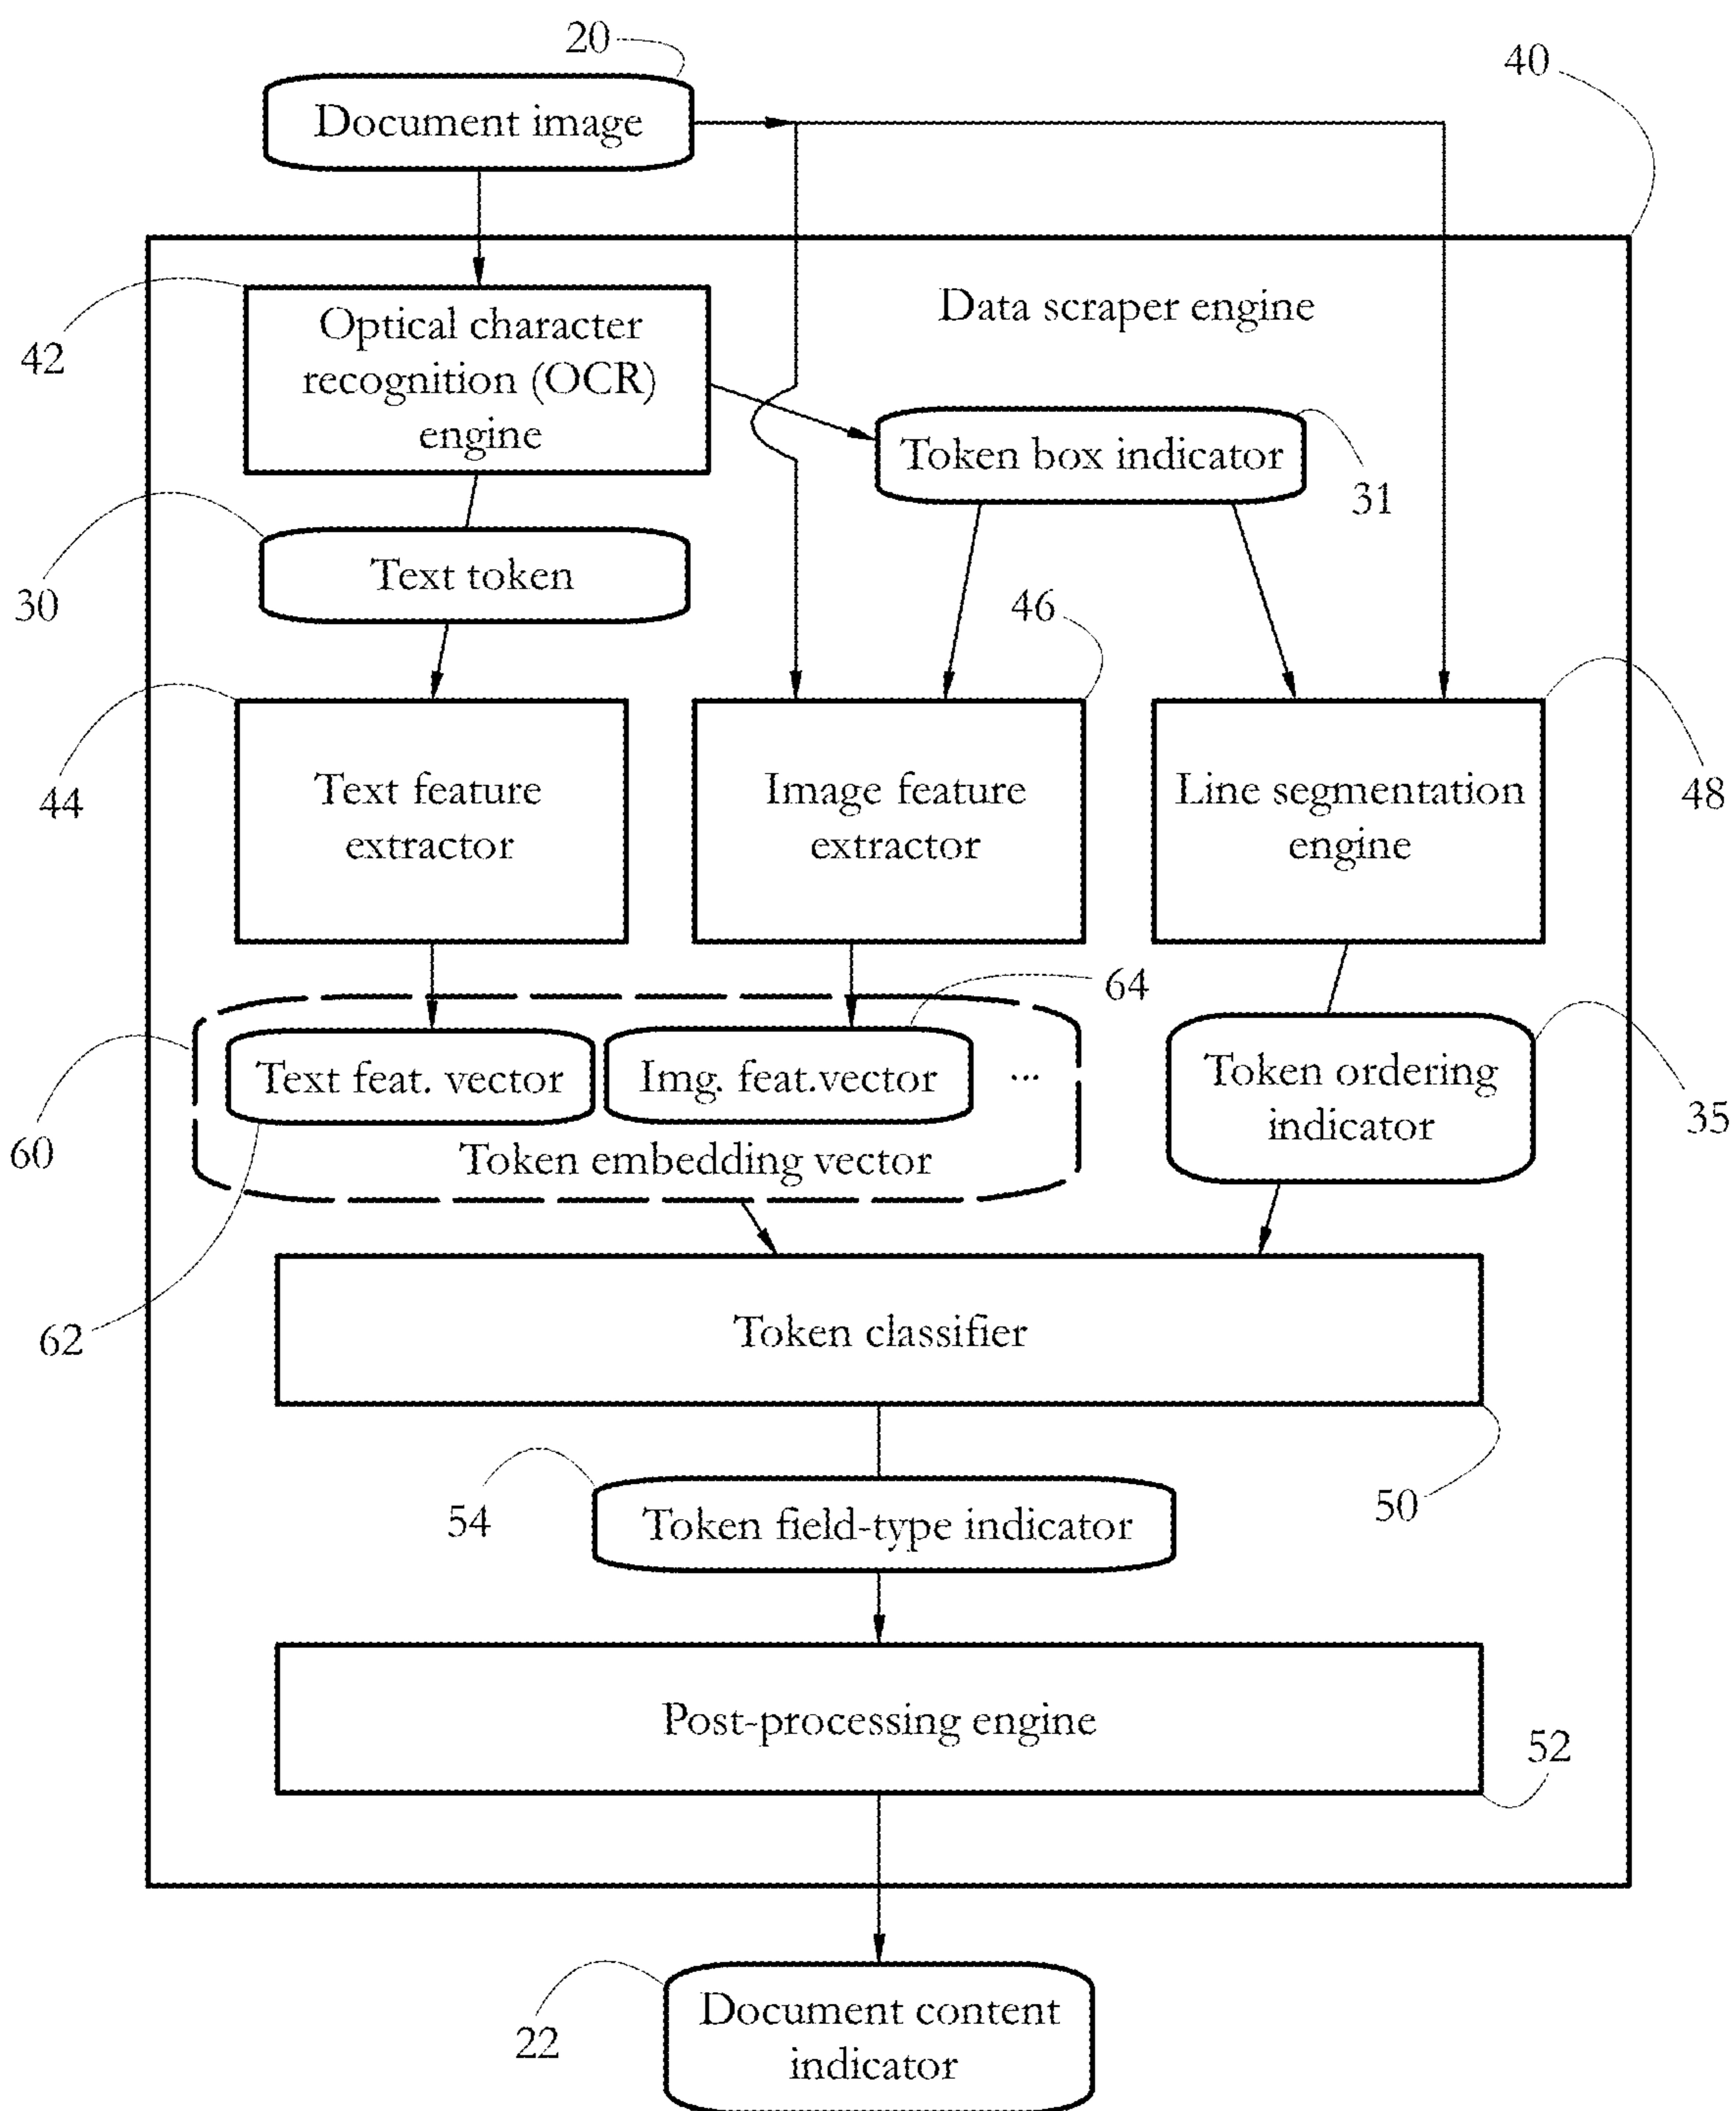 20
Document image
40
42
Optical character
recognition (OCR)
engine
Data scraper engine
Token box indicator
31
30
Text token
46
44
Text feature
extractor
Image feature
extractor
Line segmentation
engine
48
64
60
Text feat. vector
Img. feat.vector
...
Token embedding vector
Token ordering
indicator
35
62
Token classifier
50
54
Token field-type indicator
Post-processing engine
52
22
Document content
indicator